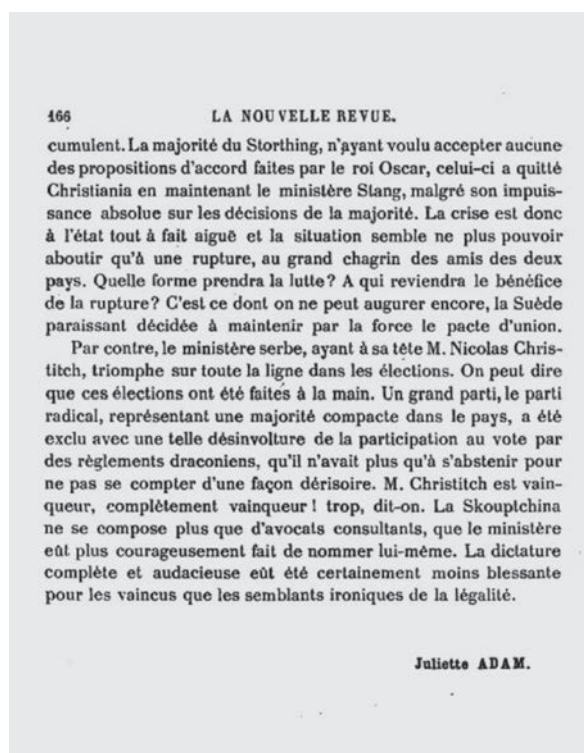 166
LA NOUVELLE REVUE.
cumulent. La majorité du Storthing, n'ayant voulu accepter aucune
des propositions d'accord faites par le roi Oscar, celui-ci a quitté
Christiania en maintenant le ministère Stang, malgré son impuis-
sance absolue sur les décisions de la majorité. La crise est donc
à l'état tout à fait aiguë et la situation semble ne plus pouvoir
aboutir qu'à une rupture, au grand chagrin des amis des deux
pays. Quelle forme prendra la lutte? A qui reviendra le bénéfice
de la rupture? C'est ce dont on ne peut augurer encore, la Suède
paraissant décidée à maintenir par la force le pacte d'union.
Par contre, le ministère serbe, ayant à sa tête M. Nicolas Chris-
titch, triomphe sur toute la ligne dans les élections. On peut dire
que ces élections ont été faites à la main. Un grand parti, le parti
radical, représentant une majorité compacte dans le pays, a été
exclu avec une telle désinvolture de la participation au vote par
des règlements draconiens, qu'il n'avait plus qu'à s'abstenir pour
ne pas se compter d'une façon dérisoire. M. Christitch est vain-
queur, complètement vainqueur! trop, dit-on. La Skouptchina
ne se compose plus que d'avocats consultants, que le ministère
eût plus courageusement fait de nommer lui-même. La dictature
complète et audacieuse eût été certainement moins blessante
pour les vaincus que les semblants ironiques de la légalité.
Juliette ADAM.